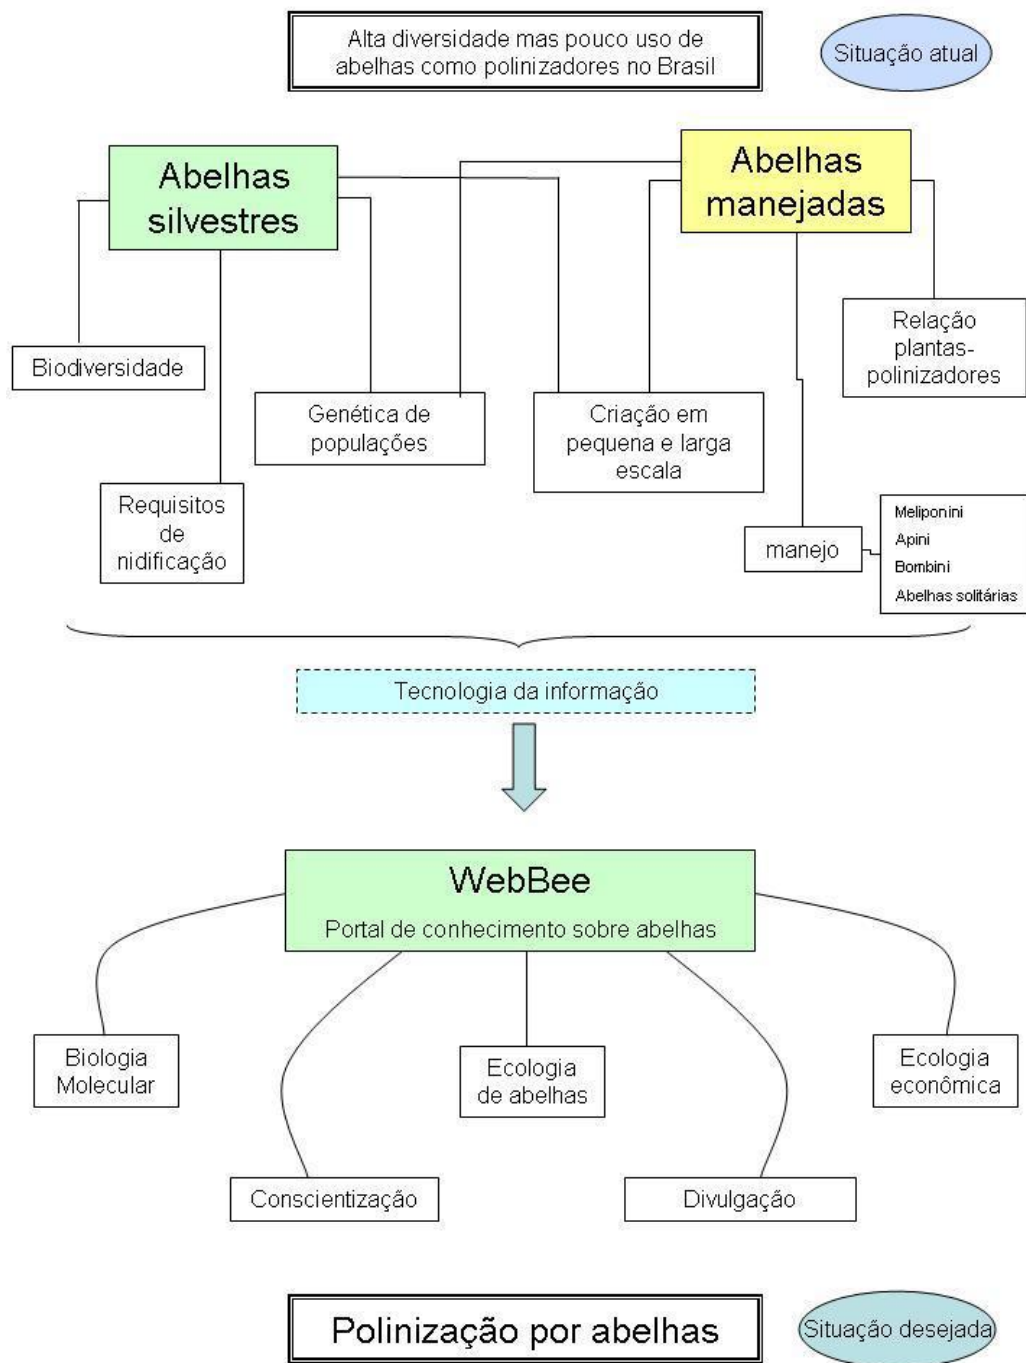 Alta diversidade mas pouco uso de
abelhas como polinizadores no Brasil
Situação atual
Abelhas
silvestres
Abelhas
manejadas
Biodiversidade
Genética de
populações
Criação em
pequena e larga
escala
Relação
plantas-
polinizadores
Requisitos
de
nidificação
manejo
Meliponini
Apini
Bombini
Abelhas solitárias
Tecnologia da informação
WebBee
Portal de conhecimento sobre abelhas
Biologia
Molecular
Ecologia
de abelhas
Ecologia
econômica
Conscientização
Divulgação
Polinização por abelhas
Situação desejada